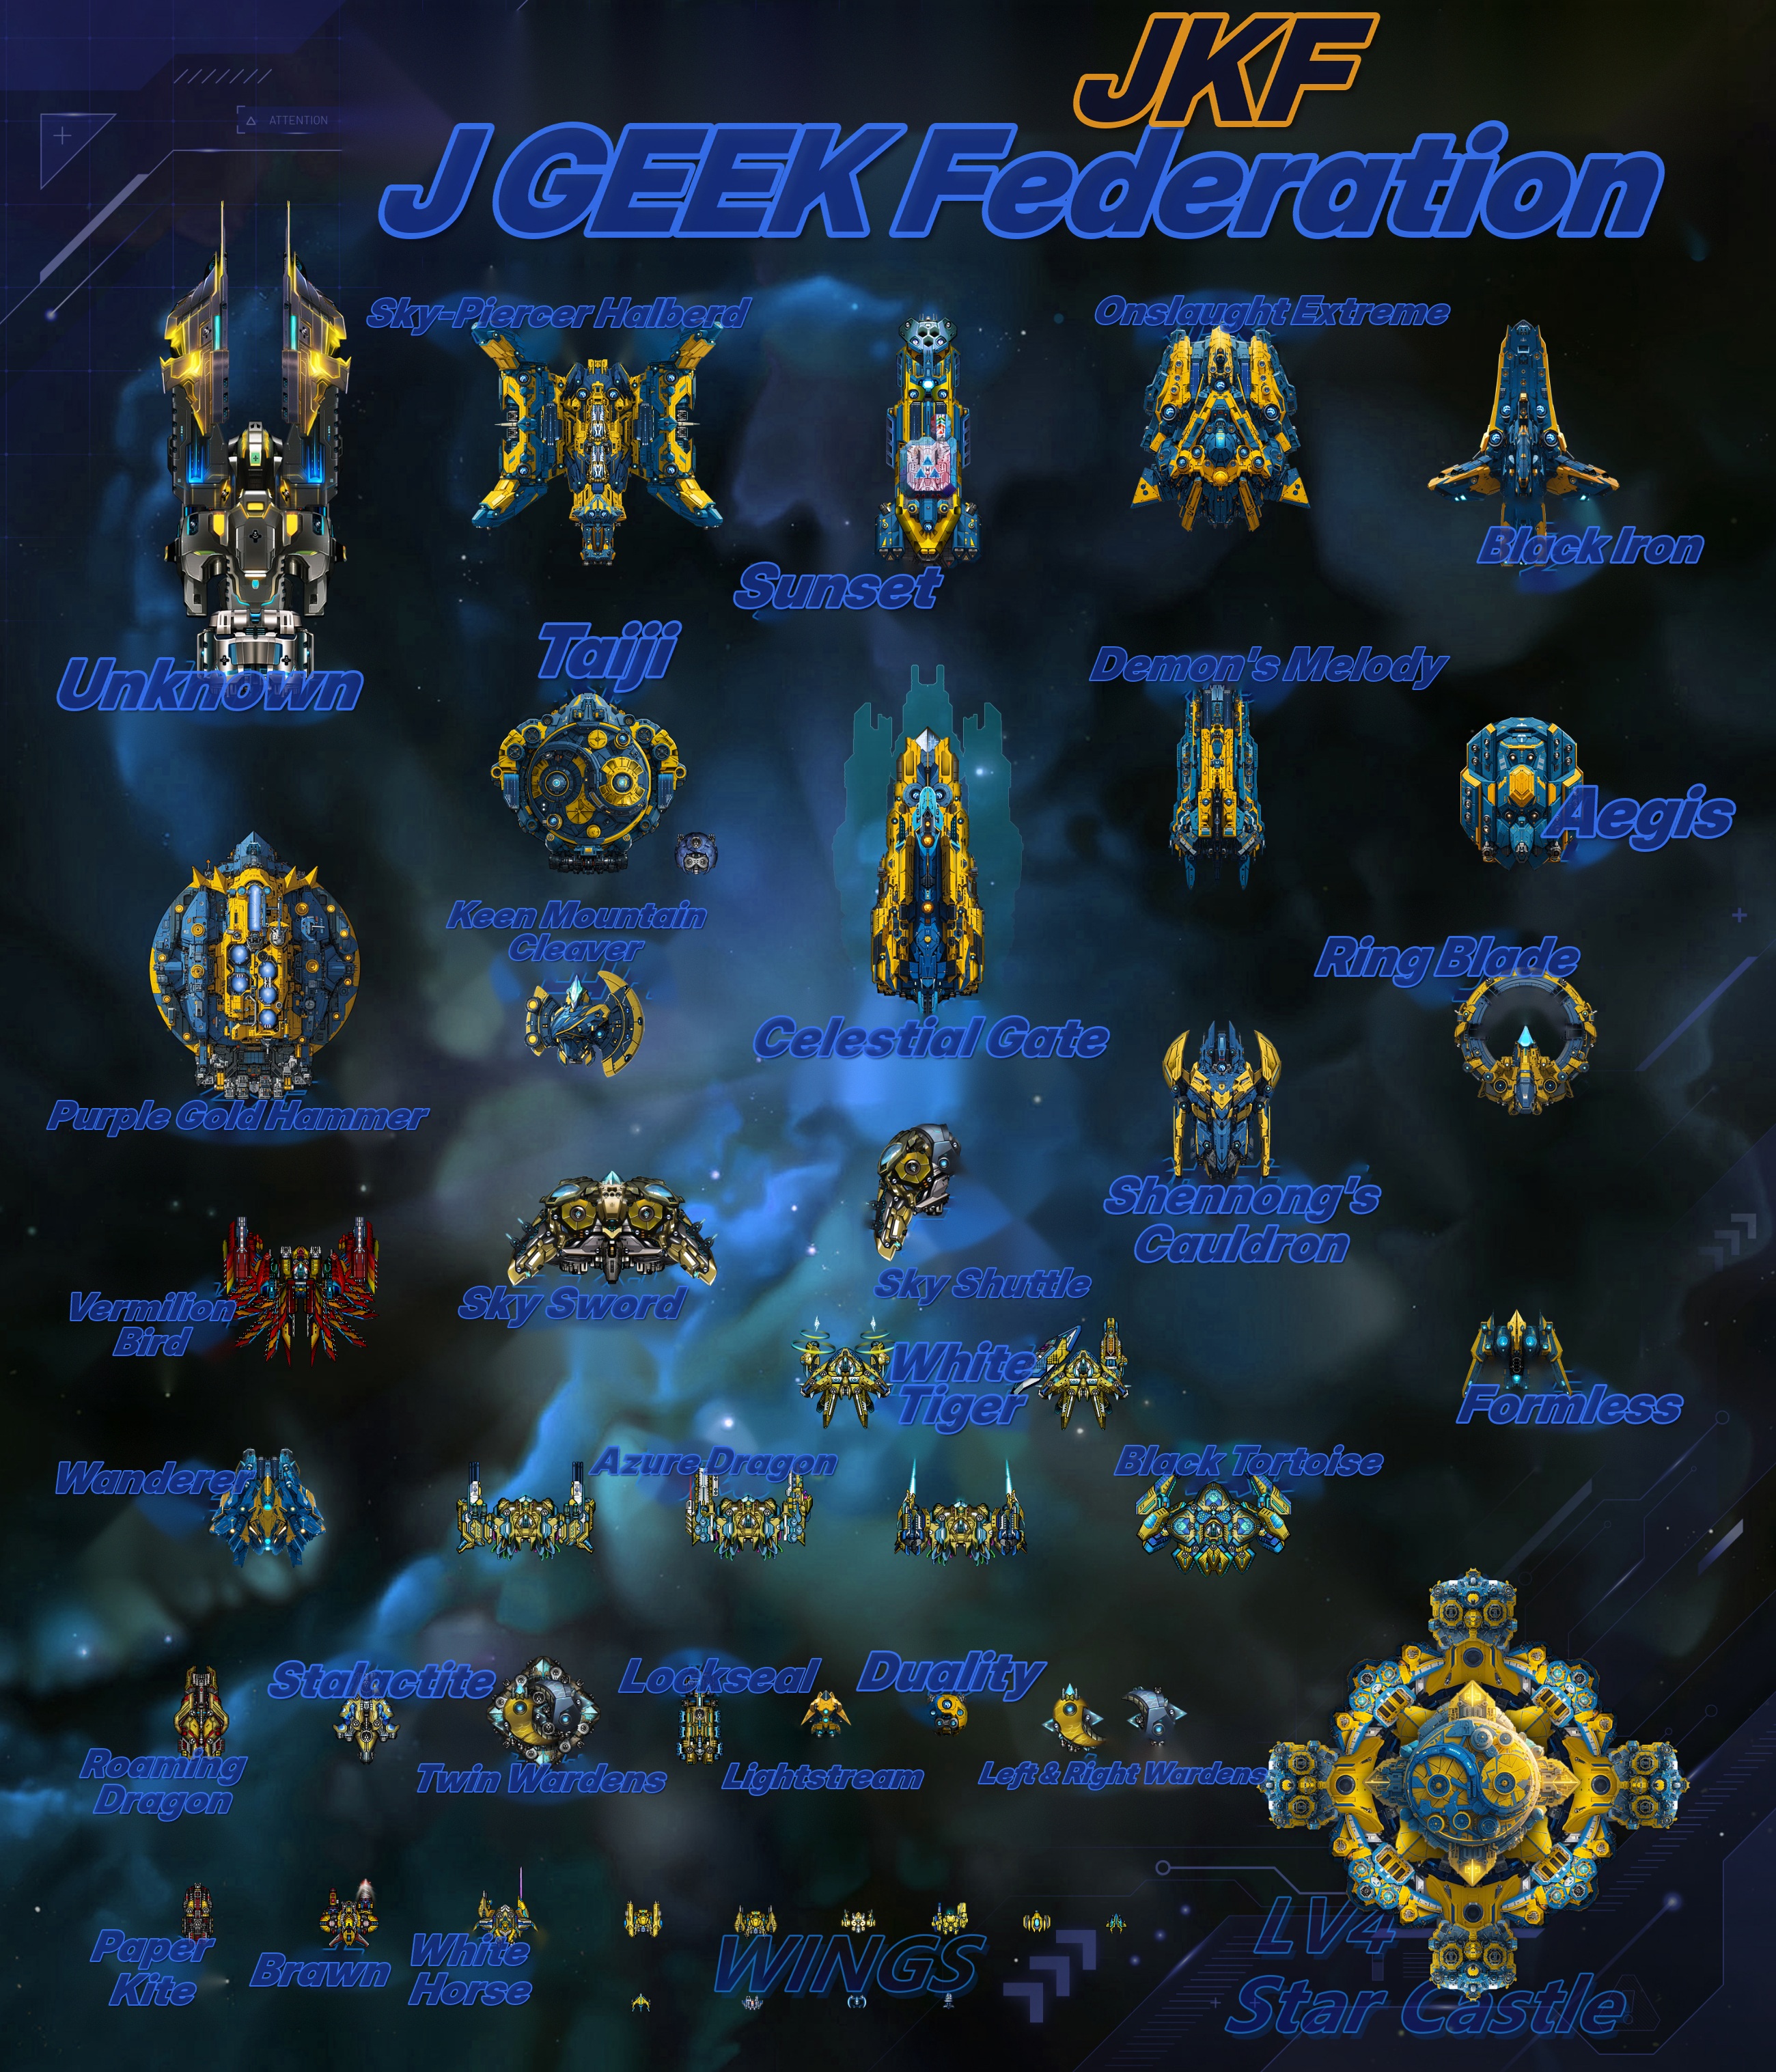 JKF
J GEEK Federation
ATTENTION
Sky-Piercer Halberd
Onslaught Extreme
Black Iron
Sunset
Taiji
Unknown
Demon's Melody
Aegis
Keen Mountain
Cleaver
Ring Blade
Celestial Gate
Purple Gold Hammer
Shennong's
Cauldron
Sky Shuttle
Sky Sword
Vermilion
Bird
White
Tiger
Formless
Wanderer
Azure Dragon
Black Tortoise
Stalactite
Lockseal
Duality
Roaming
Dragon
Twin Wardens
Lightstream
Left & Right Wardens
Paper
Kite
Brawn
White
Horse
WINGS
LV4
Star Castle